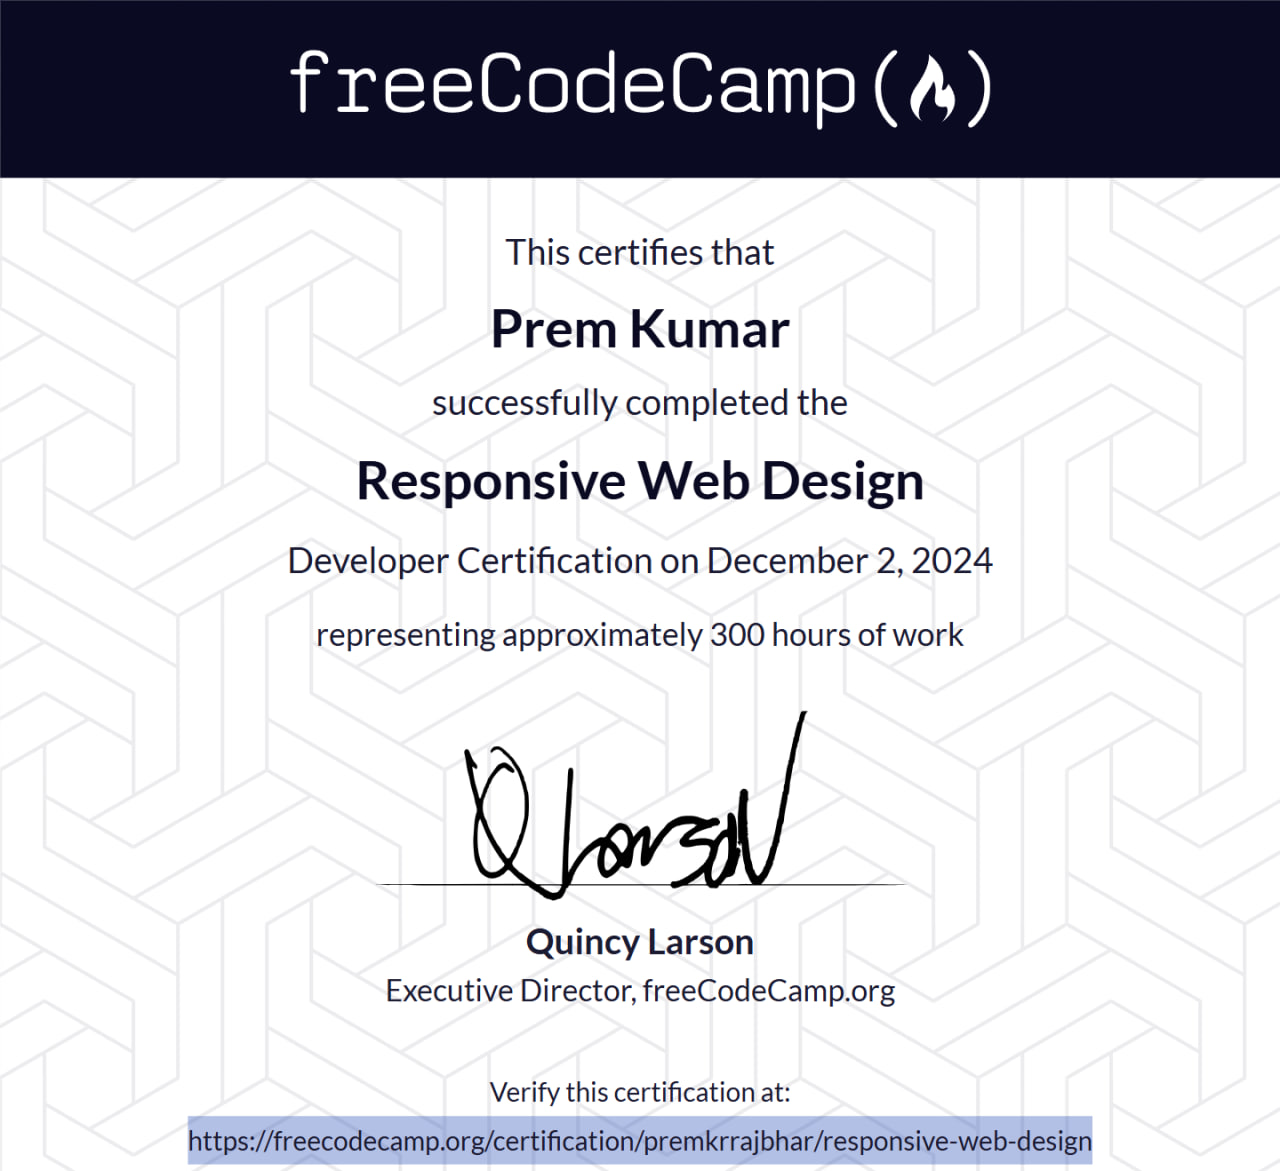 freeCodeCamp(🔥)
This certifies that
Prem Kumar
successfully completed the
Responsive Web Design
Developer Certification on December 2, 2024
representing approximately 300 hours of work
Q Larson
Quincy Larson
Executive Director, freeCodeCamp.org
Verify this certification at:
https://freecodecamp.org/certification/premkrrajbhar/responsive-web-design